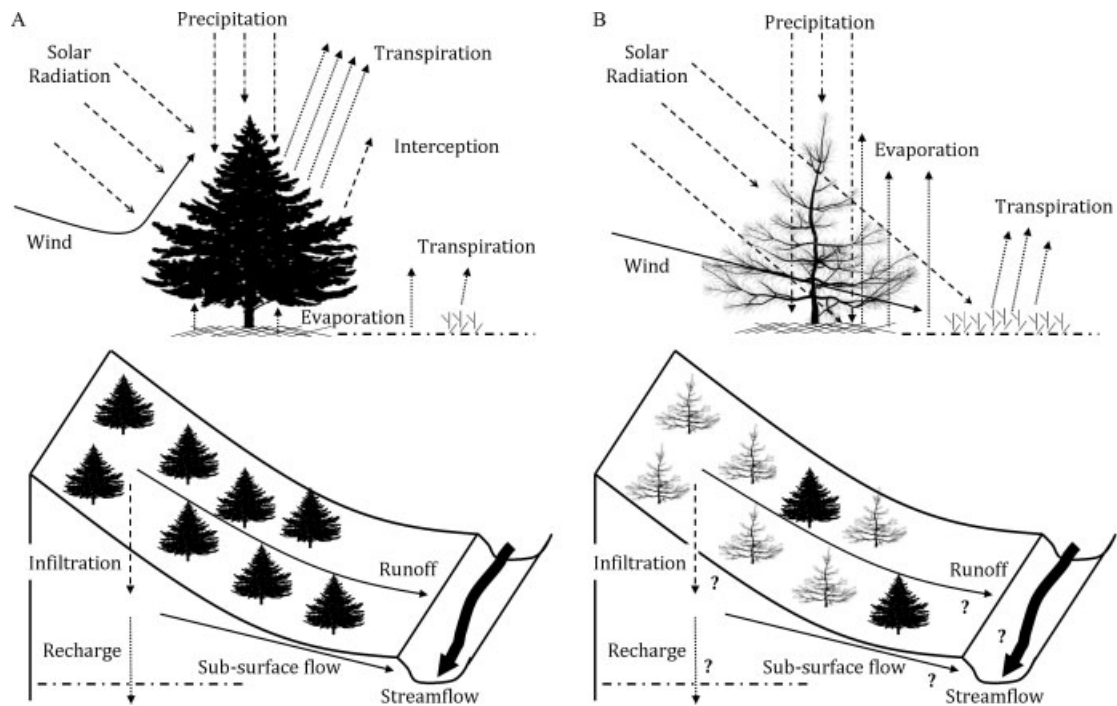 A
Precipitation
Solar
Radiation
Transpiration
Interception
Wind
Transpiration
Evaporation
Infiltration
Runoff
Recharge
Sub-surface flow
Streamflow
B
Precipitation
Solar
Radiation
Evaporation
Transpiration
Wind
Infiltration
?
Runoff
?
?
Recharge
?
Sub-surface flow
?
Streamflow